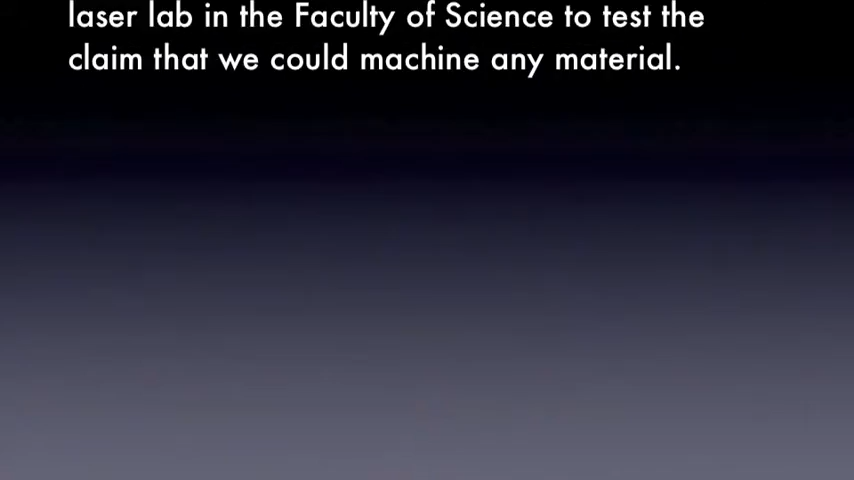 laser lab in the Faculty of Science to test the
claim that we could machine any material.